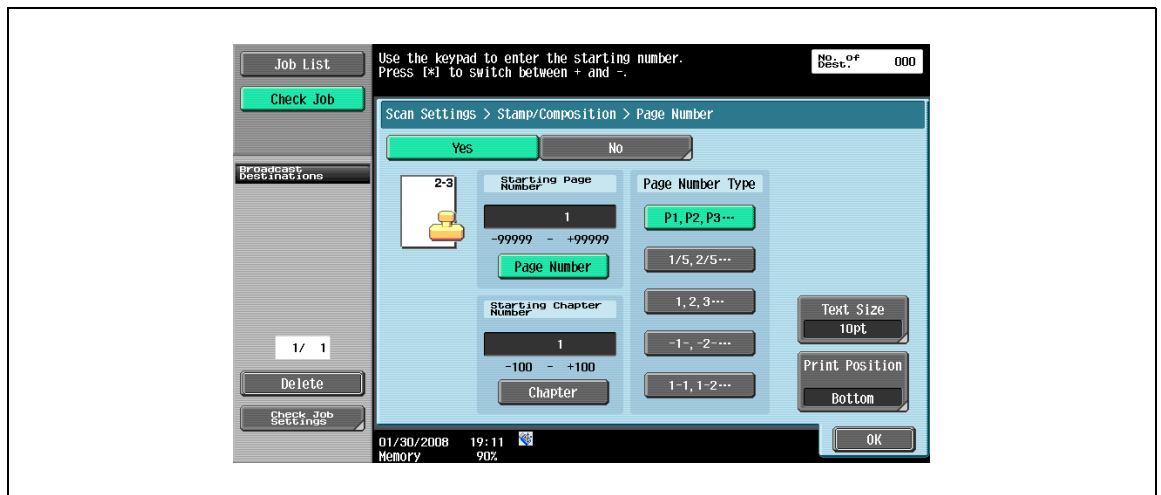 Job List
Check Job
Use the keypad to enter the starting number.
Press [*] to switch between + and -.
No. of
Dest.
000
Scan Settings > Stamp/Composition > Page Number
Yes
No
Broadcast
Destinations
2-3
Starting Page
Number
1
-99999 - +99999
Page Number
Starting Chapter
Number
1
-100 - +100
Chapter
Page Number Type
P1, P2, P3···
1/5, 2/5···
1, 2, 3···
-1-, -2-···
1-1, 1-2···
Text Size
10pt
Print Position
Bottom
1/ 1
Delete
Check Job
Settings
01/30/2008 19:11
Memory 90%
OK